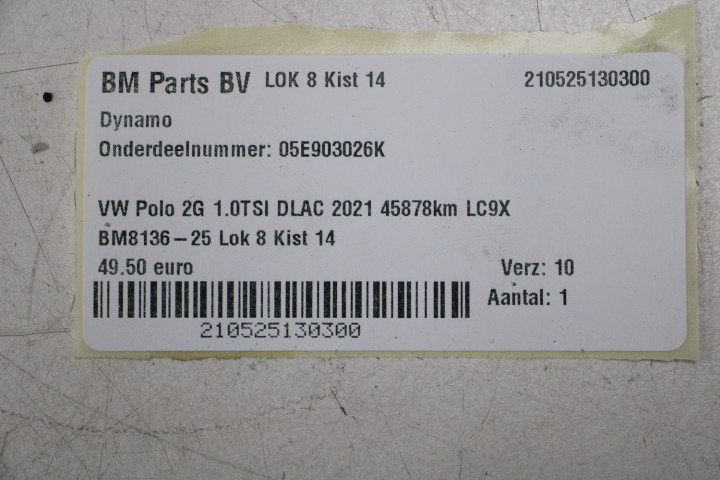 BM Parts BV LOK 8 Kist 14 210525130300
Dynamo
Onderdeelnummer: 05E903026K
VW Polo 2G 1.0TSI DLAC 2021 45878km LC9X
BM8136-25 Lok 8 Kist 14
49.50 euro Verz: 10
Aantal: 1
210525130300